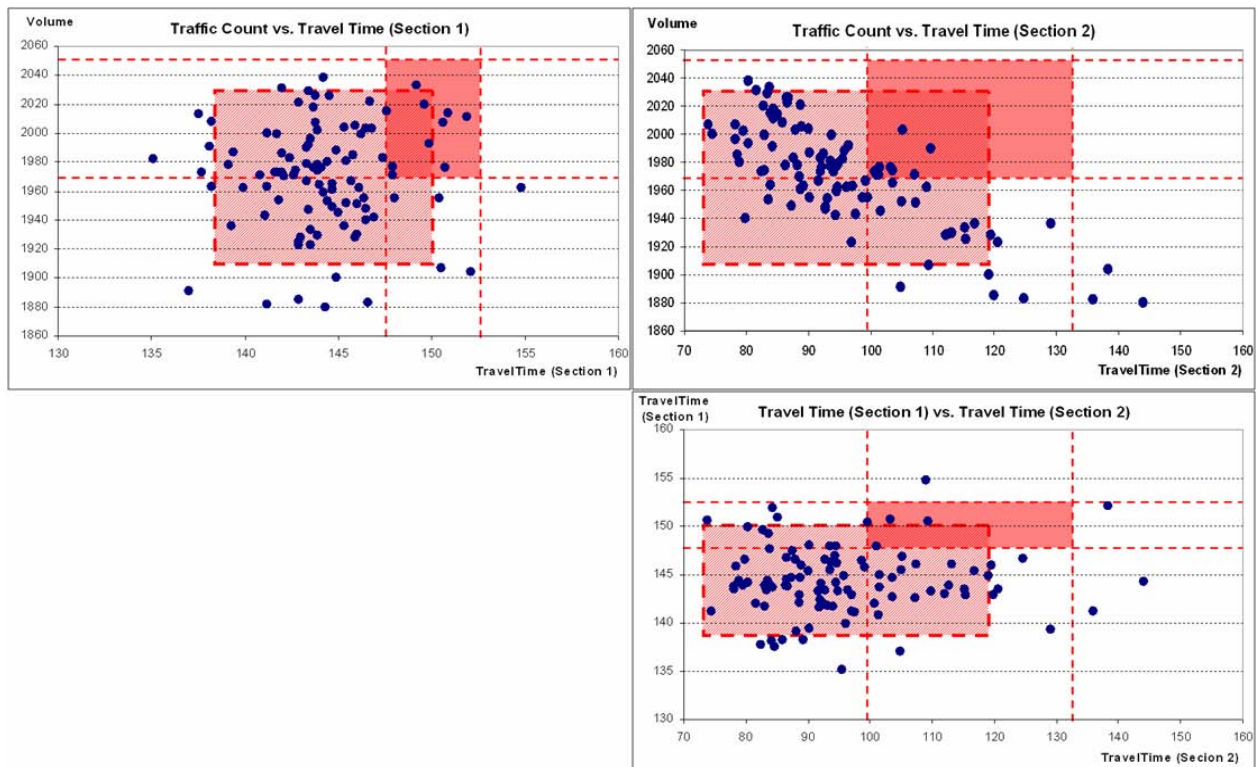 Volume
Traffic Count vs. Travel Time (Section 1)
2060
2040
2020
2000
1980
1960
1940
1920
1900
1880
1860
130 135 140 145 150 155 160
TravelTime (Section 1)
Volume
Traffic Count vs. Travel Time (Section 2)
2060
2040
2020
2000
1980
1960
1940
1920
1900
1880
1860
70 80 90 100 110 120 130 140 150 160
TravelTime (Section 2)
TravelTime
(Section 1)
Travel Time (Section 1) vs. Travel Time (Section 2)
160
155
150
145
140
135
130
70 80 90 100 110 120 130 140 150 160
TravelTime (Secion 2)